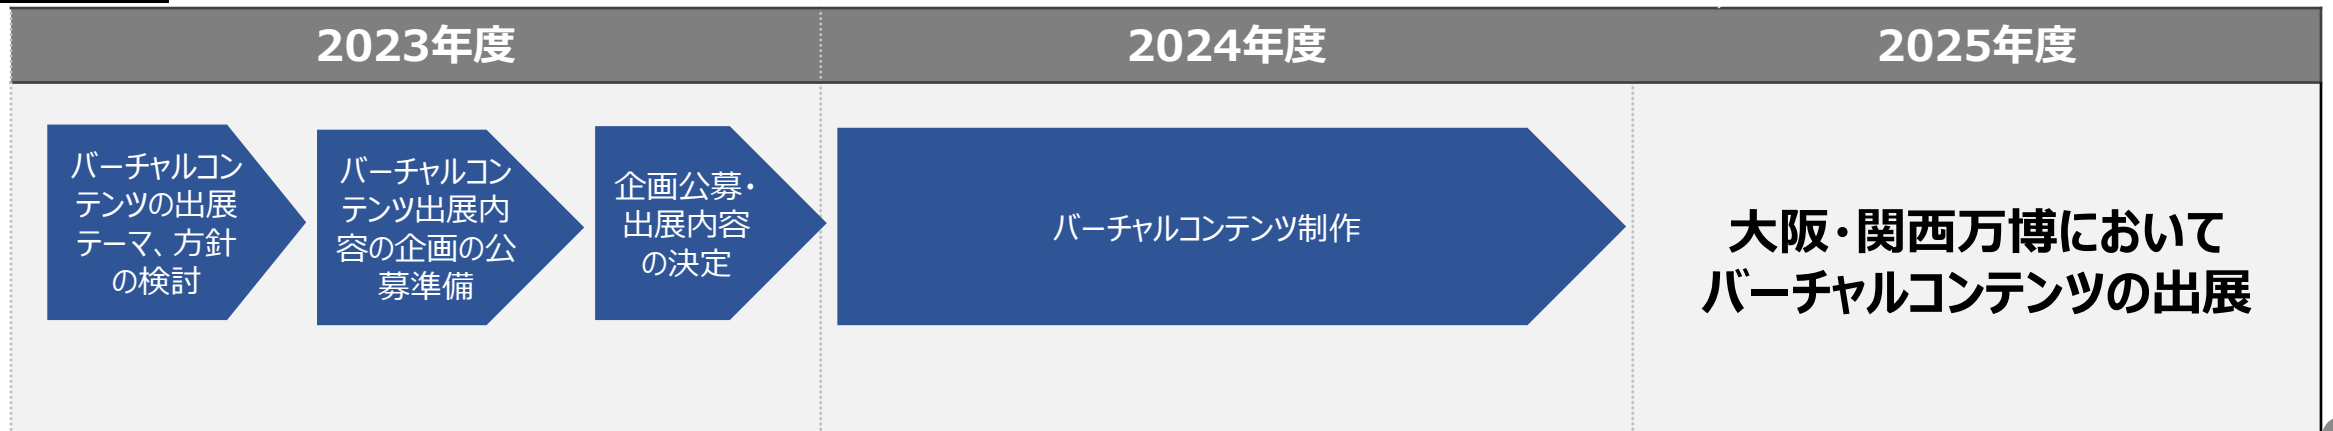 2023年度
2024年度
2025年度
バーチャルコン
テンツの出展
テーマ、方針
の検討
バーチャルコン
テンツ出展内
容の企画の公
募準備
企画公募・
出展内容
の決定
バーチャルコンテンツ制作
大阪・関西万博において
バーチャルコンテンツの出展